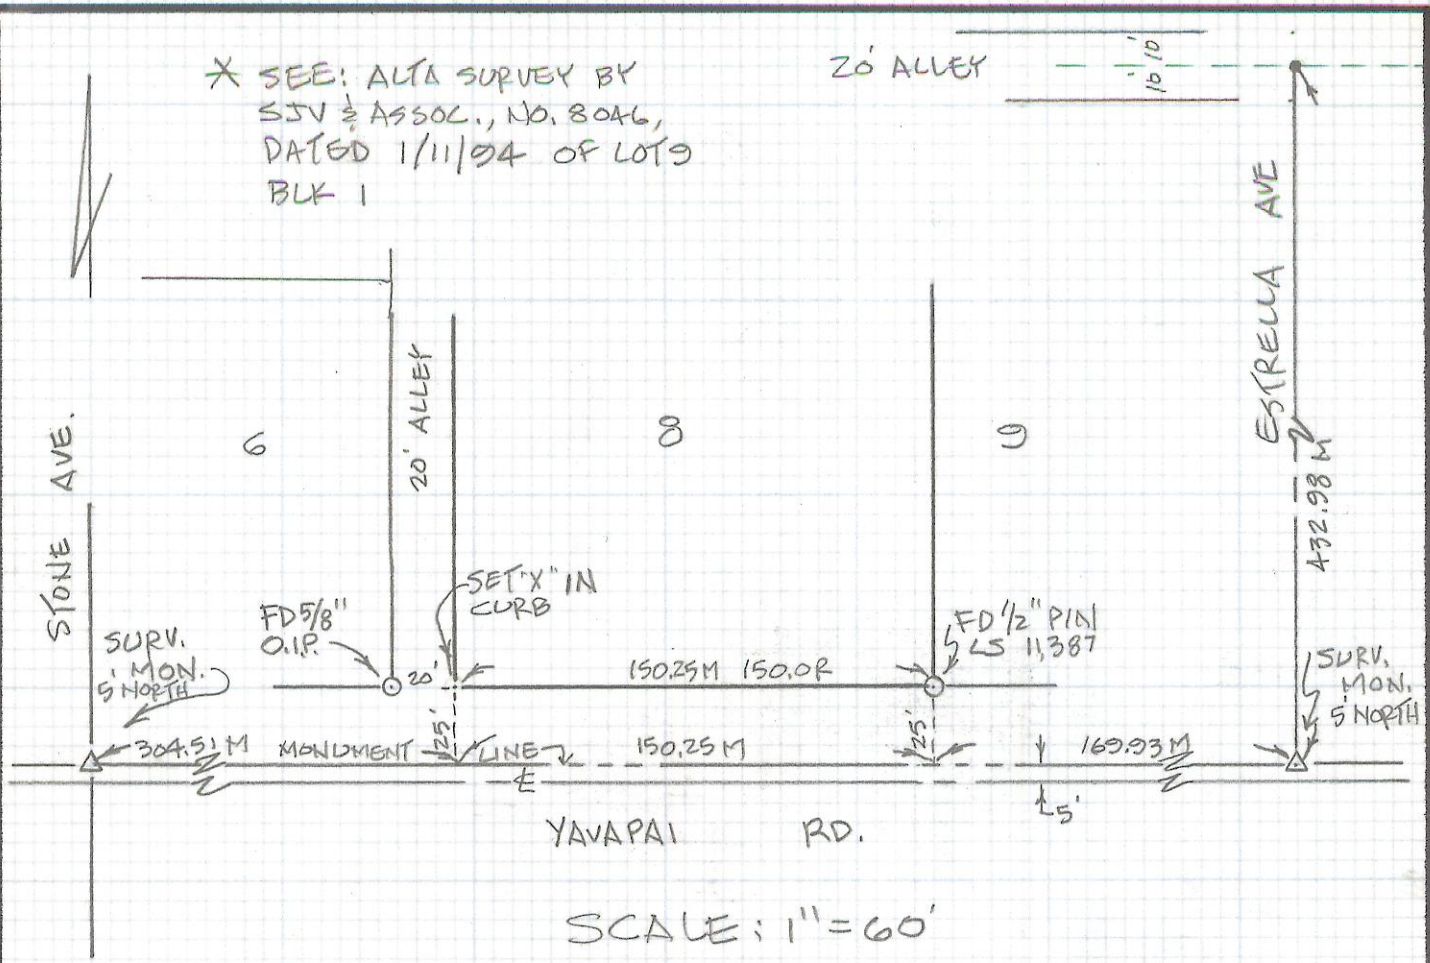 * SEE: ALTA SURVEY BY
SJV & ASSOC., NO. 8046,
DATED 1/11/94 OF LOT 9
BLK 1
20' ALLEY
10' 10'
ESTRELLA AVE
432.98 M
STONE AVE.
6
20' ALLEY
8
9
SET "X" IN
CURB
FD 5/8"
O.I.P.
FD 1/2" PIN
LS 11,387
SURV.
MON.
5' NORTH
SURV.
MON.
5' NORTH
20'
150.25M 150.0R
25'
25'
304.51 M
MONUMENT LINE
150.25 M
169.93 M
℄
5'
YAVAPAI RD.
SCALE: 1" = 60'